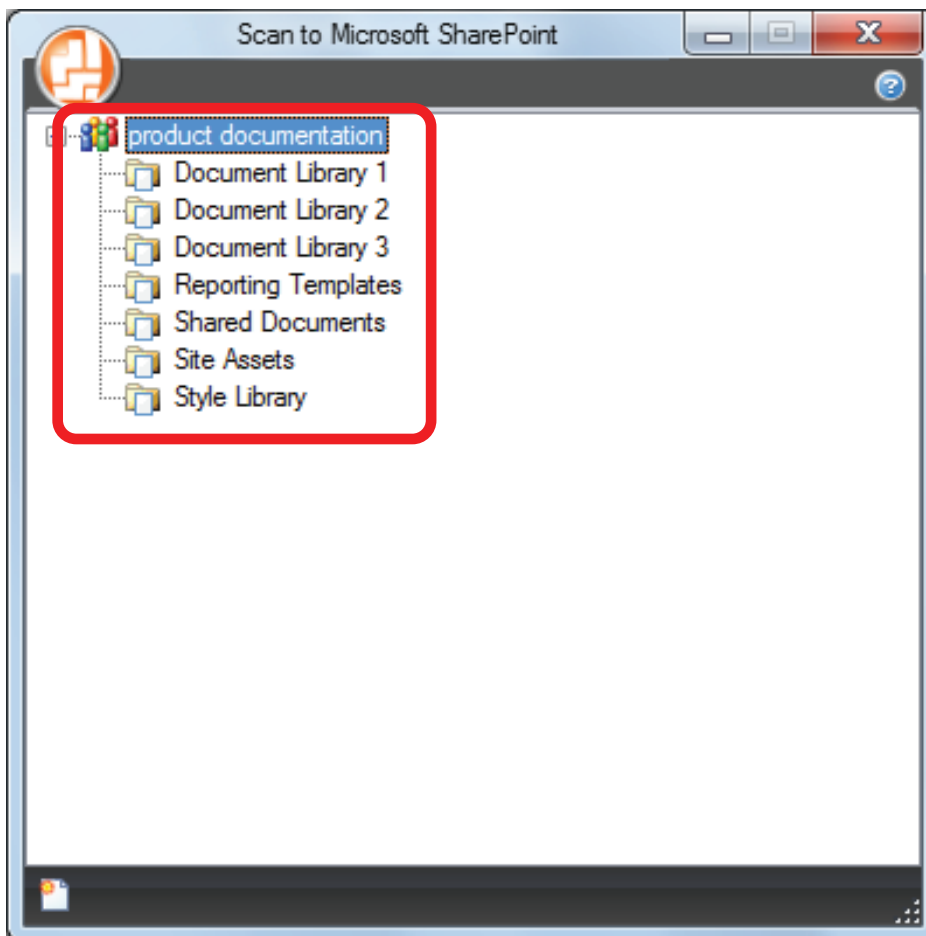 Scan to Microsoft SharePoint
product documentation
Document Library 1
Document Library 2
Document Library 3
Reporting Templates
Shared Documents
Site Assets
Style Library